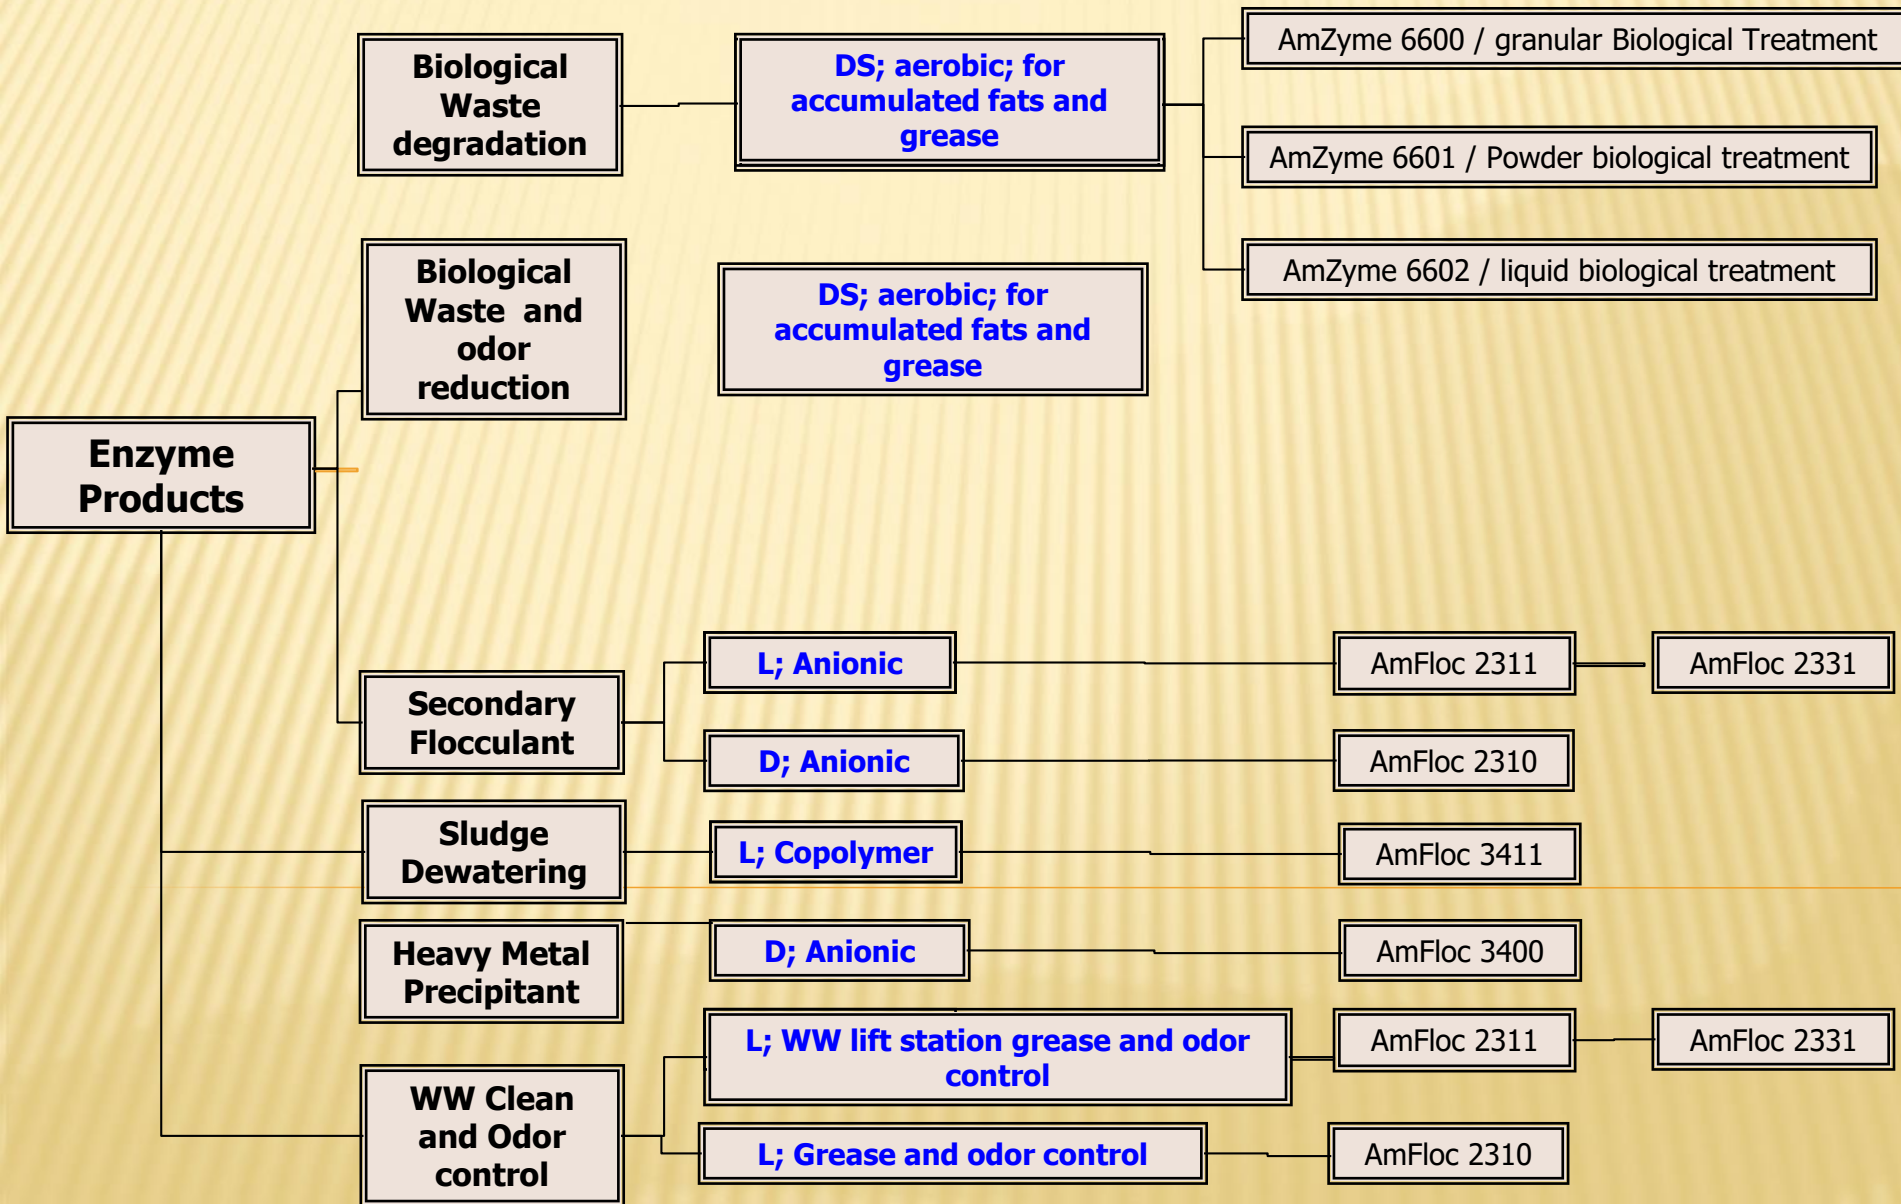 Biological
Waste
degradation
DS; aerobic; for
accumulated fats and
grease
AmZyme 6600 / granular Biological Treatment
AmZyme 6601 / Powder biological treatment
AmZyme 6602 / liquid biological treatment
Biological
Waste and
odor
reduction
DS; aerobic; for
accumulated fats and
grease
Enzyme
Products
Secondary
Flocculant
L; Anionic
AmFloc 2311
AmFloc 2331
D; Anionic
AmFloc 2310
Sludge
Dewatering
L; Copolymer
AmFloc 3411
Heavy Metal
Precipitant
D; Anionic
AmFloc 3400
WW Clean
and Odor
control
L; WW lift station grease and odor
control
AmFloc 2311
AmFloc 2331
L; Grease and odor control
AmFloc 2310